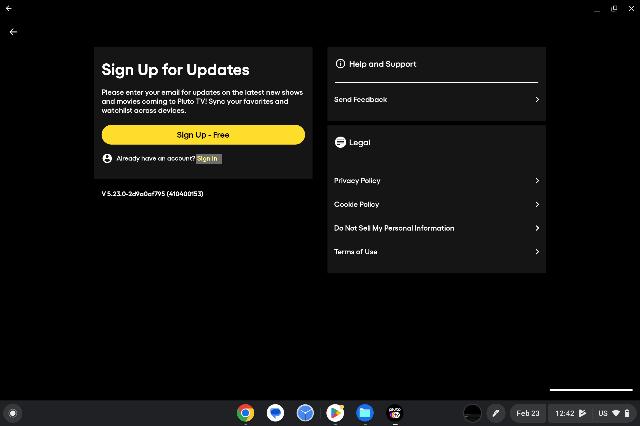 Sign Up for Updates
Please enter your email for updates on the latest new shows
and movies coming to Pluto TV! Sync your favorites and
watchlist across devices.
Sign Up - Free
Already have an account? Sign in
V 5.23.0-2d9a0af795 (410400153)
Help and Support
Send Feedback
Legal
Privacy Policy
Cookie Policy
Do Not Sell My Personal Information
Terms of Use
pluto
tv
Feb 23
12:42
US